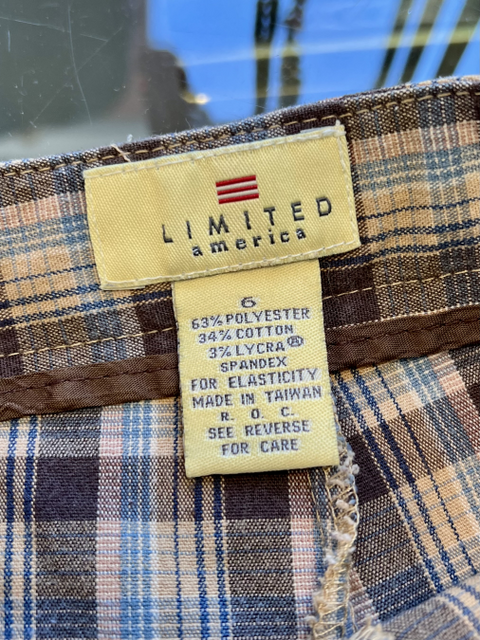 LIMITED
america
6
63% POLYESTER
34% COTTON
3% LYCRA®
SPANDEX
FOR ELASTICITY
MADE IN TAIWAN
R. O. C.
SEE REVERSE
FOR CARE